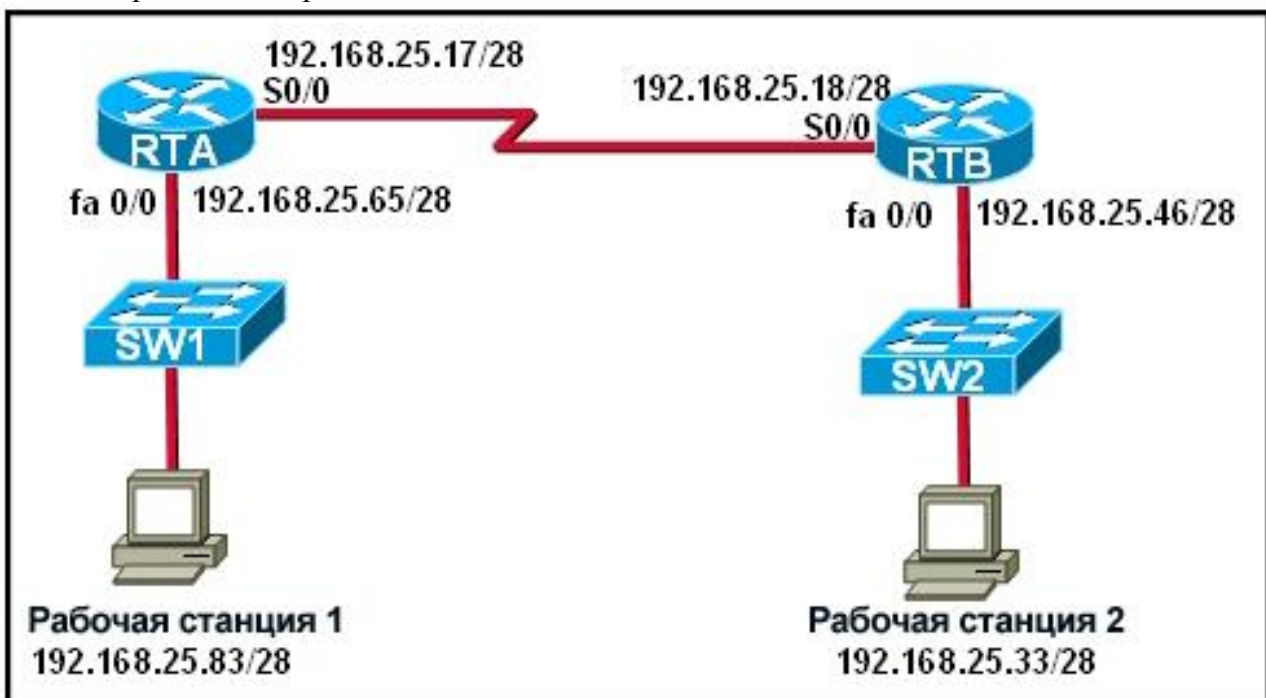 192.168.25.17/28
S0/0
192.168.25.18/28
S0/0
RTA
RTB
fa 0/0
192.168.25.65/28
fa 0/0
192.168.25.46/28
SW1
SW2
Рабочая станция 1
192.168.25.83/28
Рабочая станция 2
192.168.25.33/28